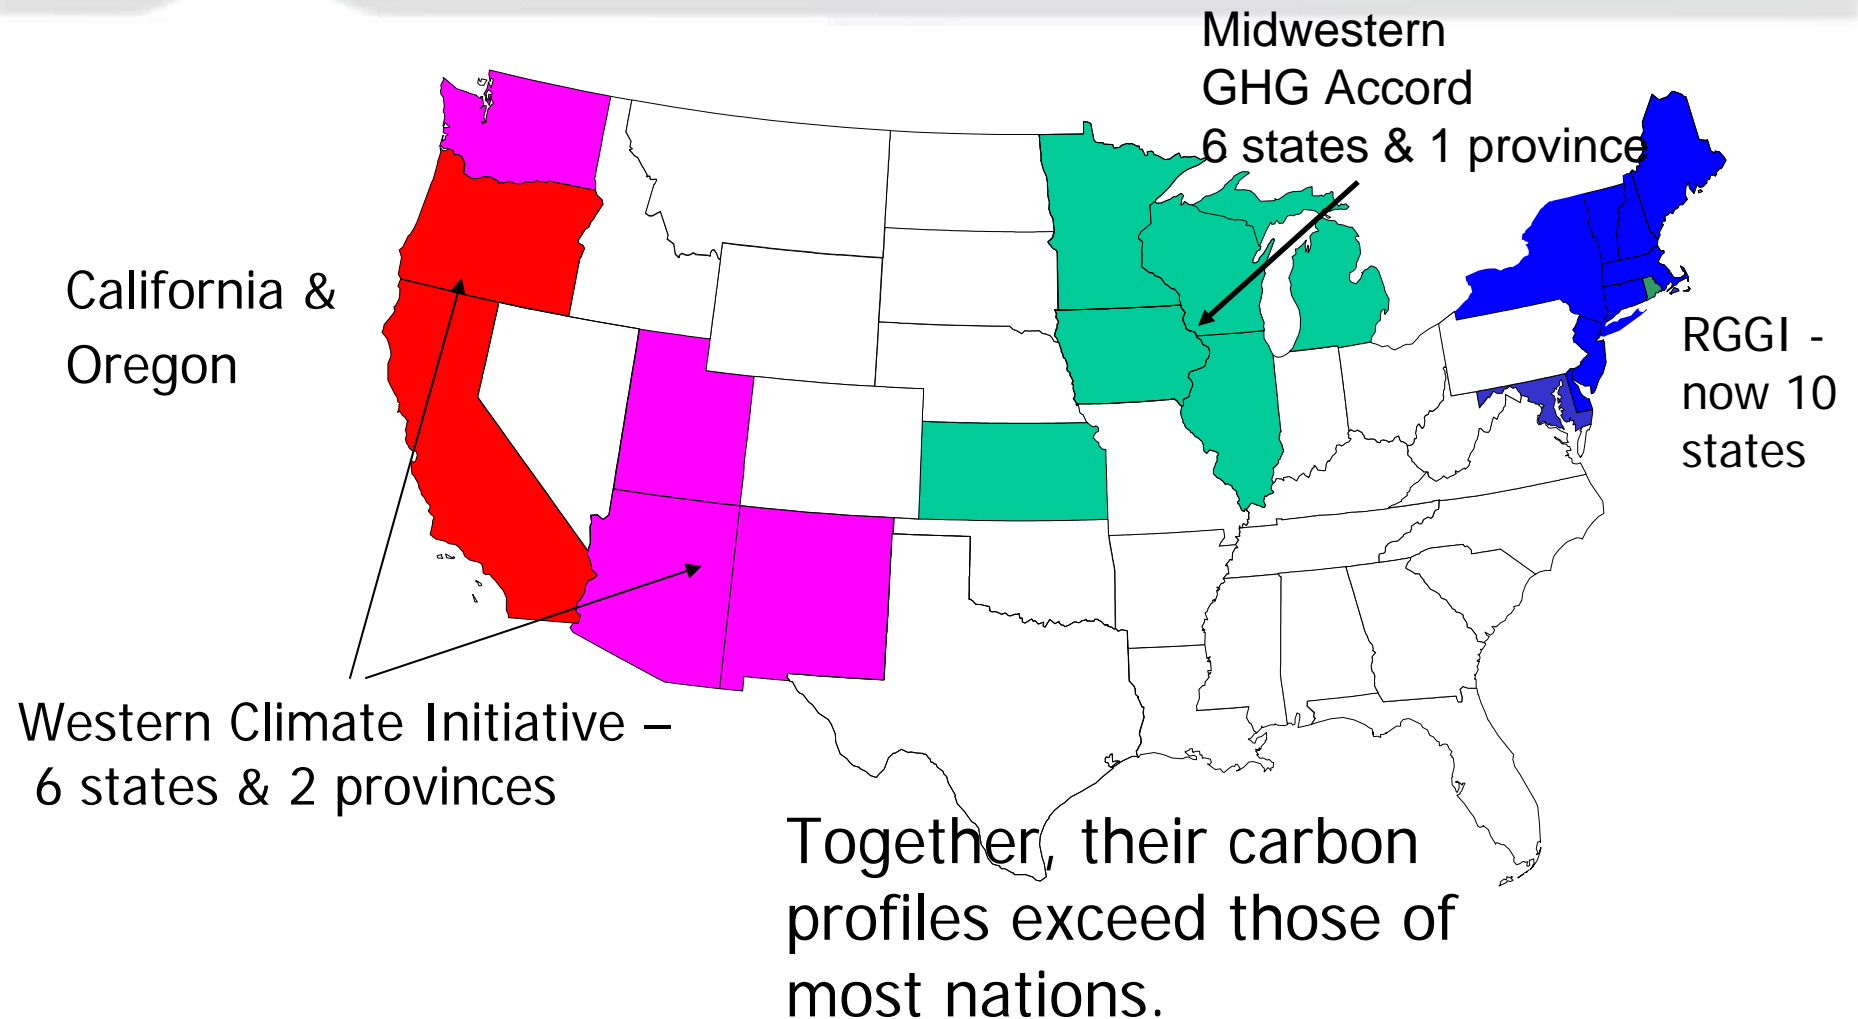 Midwestern
GHG Accord
6 states & 1 province
California &
Oregon
RGGI -
now 10
states
Western Climate Initiative –
6 states & 2 provinces
Together, their carbon
profiles exceed those of
most nations.